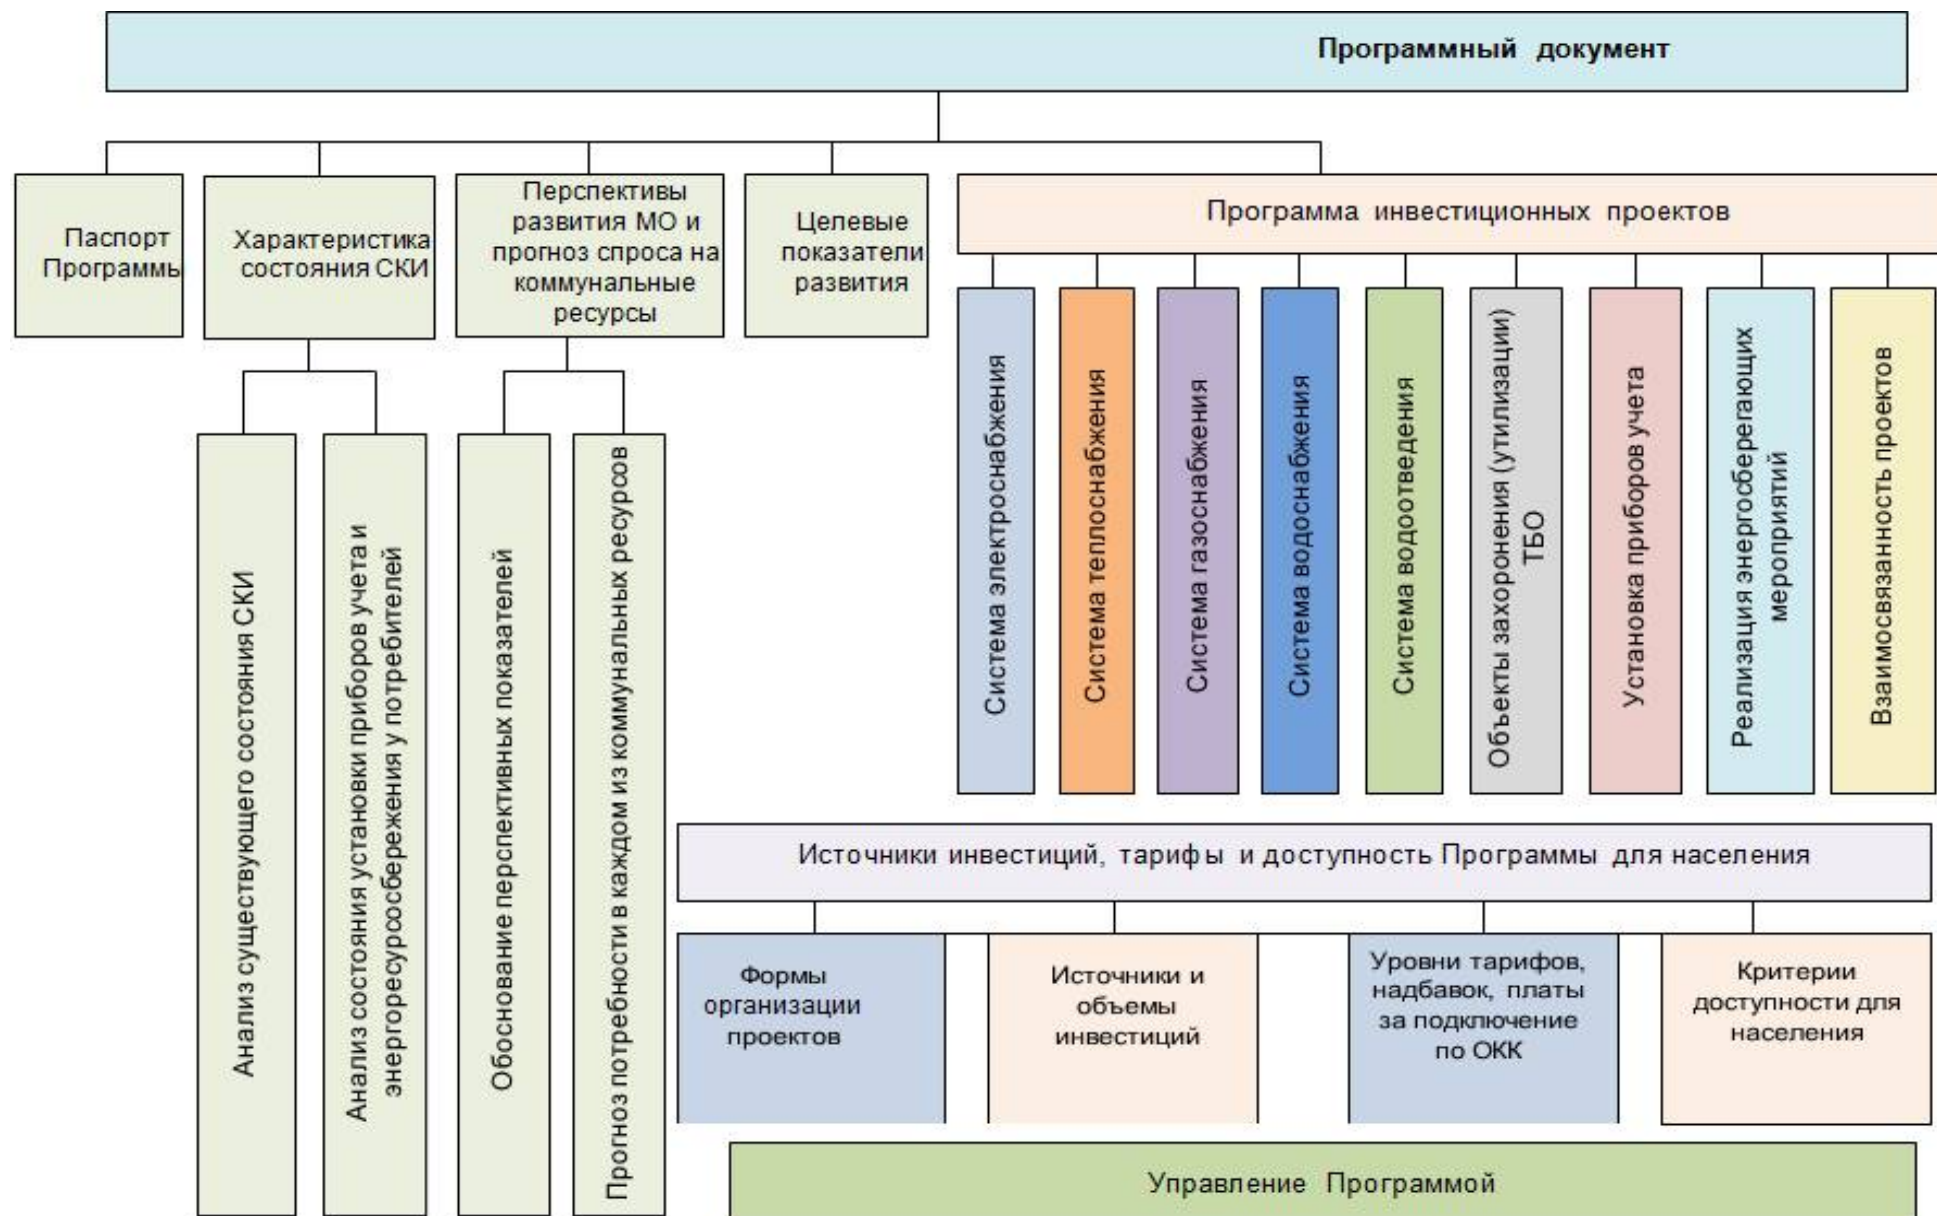 Программный документ
Паспорт
Программы
Характеристика
состояния СКИ
Перспективы
развития МО и
прогноз спроса на
коммунальные
ресурсы
Целевые
показатели
развития
Программа инвестиционных проектов
Анализ существующего состояния СКИ
Анализ состояния установки приборов учета и
энергоресурсосбережения у потребителей
Обоснование перспективных показателей
Прогноз потребности в каждом из коммунальных ресурсов
Система электроснабжения
Система теплоснабжения
Система газоснабжения
Система водоснабжения
Система водоотведения
Объекты захоронения (утилизации)
ТБО
Установка приборов учета
Реализация энергосберегающих
мероприятий
Взаимосвязанность проектов
Источники инвестиций, тарифы и доступность Программы для населения
Формы
организации
проектов
Источники и
объемы
инвестиций
Уровни тарифов,
надбавок, платы
за подключение
по ОКК
Критерии
доступности для
населения
Управление Программой